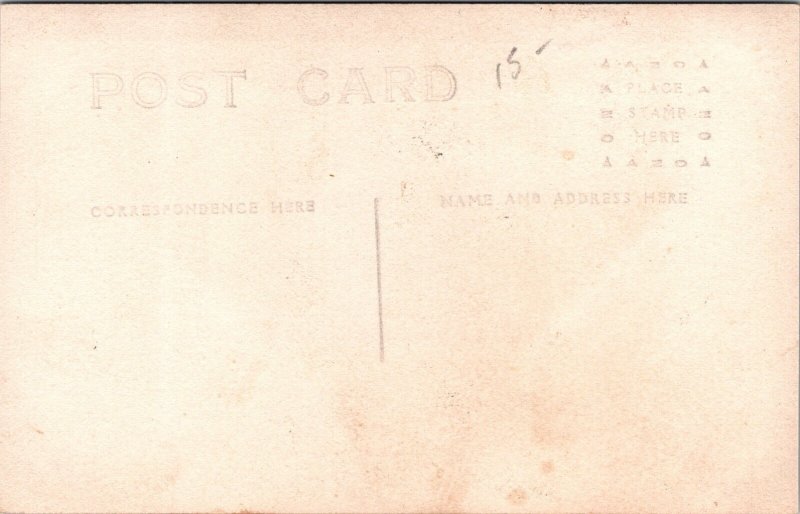 POST CARD
15-
PLACE
STAMP
HERE
CORRESPONDENCE HERE
NAME AND ADDRESS HERE